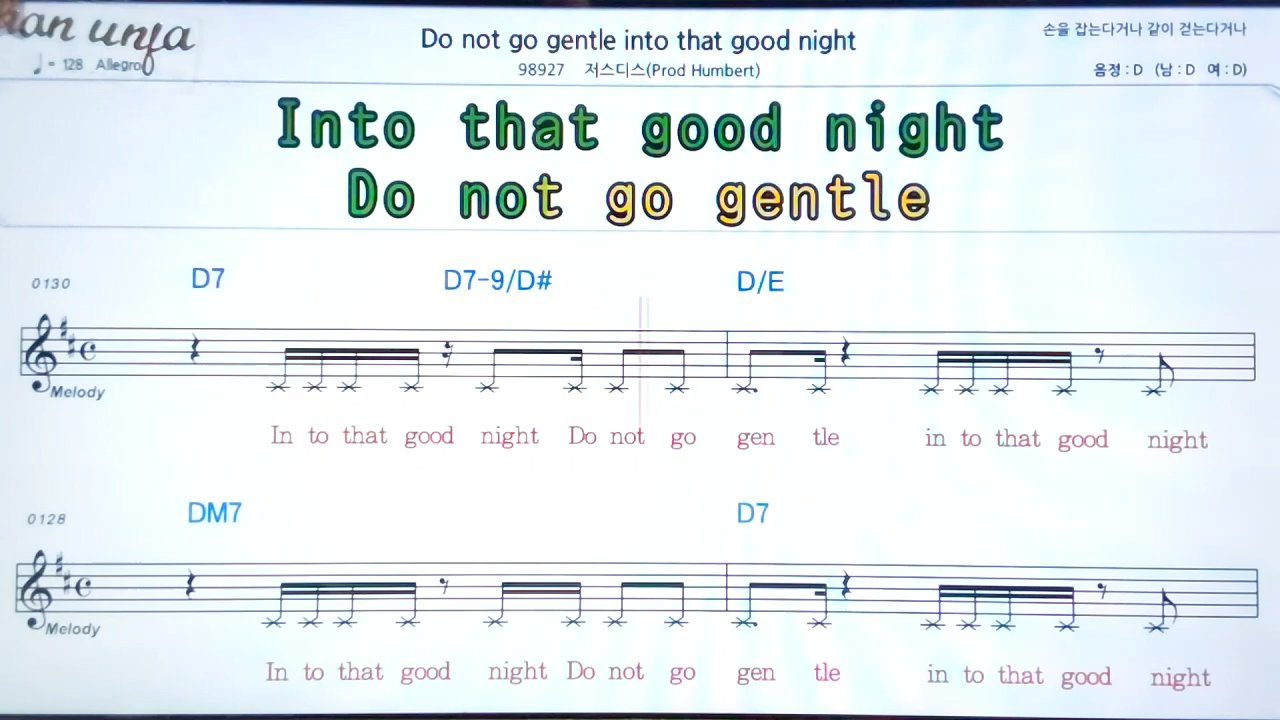 Do not go gentle into that good night
손을 잡는다거나 같이 걷는다거나
♩= 128 Allegro
98927 저스디스(Prod Humbert)
음정 : D (남 : D 여 : D)
Into that good night
Do not go gentle
0130 D7 D7-9/D# D/E
Melody
In to that good night Do not go gen tle in to that good night
0128 DM7 D7
Melody
In to that good night Do not go gen tle in to that good night